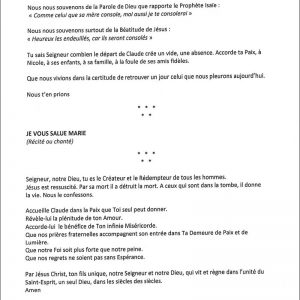 Nous nous souvenons de la Parole de Dieu que rapporte le Prophète Isaïe :
« Comme celui que sa mère console, moi aussi je te consolerai »
Nous nous souvenons surtout de la Béatitude de Jésus :
« Heureux les endeuillés, car ils seront consolés »
Tu sais Seigneur combien le départ de Claude crée un vide, une absence. Accorde ta Paix, à
Nicole, à ses enfants, à sa famille, à la foule de ses amis fidèles.
Que nous vivions dans la certitude de retrouver un jour celui que nous pleurons aujourd'hui.
Nous t'en prions
* * *
* *
JE VOUS SALUE MARIE
(Récité ou chanté)
* * *
* *
Seigneur, notre Dieu, tu es le Créateur et le Rédempteur de tous les hommes.
Jésus est ressuscité. Par sa mort il a détruit la mort. A ceux qui sont dans la tombe, il donne
la vie. Nous le confessons.
Accueille Claude dans la Paix que Toi seul peut donner.
Révèle-lui la plénitude de ton Amour.
Accorde-lui le bénéfice de Ton infinie Miséricorde.
Que nos prières fraternelles accompagnent son entrée dans Ta Demeure de Paix et de
Lumière.
Que notre Foi soit plus forte que notre peine.
Que nos regrets ne soient pas sans Espérance.
Par Jésus Christ, ton fils unique, notre Seigneur et notre Dieu, qui vit et règne dans l'unité du
Saint-Esprit, un seul Dieu, dans les siècles des siècles.
Amen